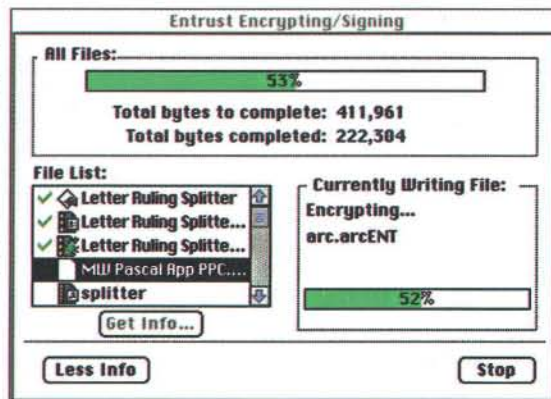 Entrust Encrypting/Signing
All Files:
53%
Total bytes to complete: 411,961
Total bytes completed: 222,304
File List:
Letter Ruling Splitter
Letter Ruling Splitte...
Letter Ruling Splitte...
MW Pascal App PPC....
splitter
Get Info...
Currently Writing File:
Encrypting...
arc.arcENT
52%
Less Info
Stop